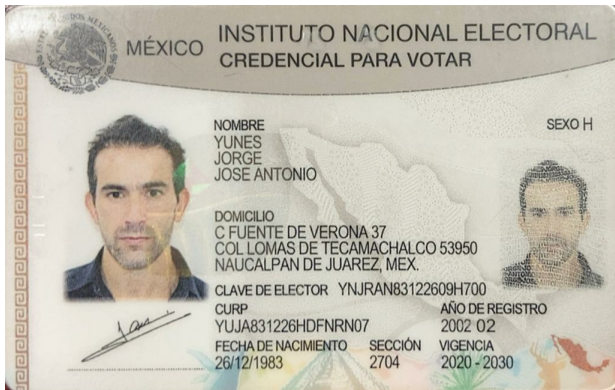 MÉXICO
INSTITUTO NACIONAL ELECTORAL
CREDENCIAL PARA VOTAR
NOMBRE
YUNES
JORGE
JOSE ANTONIO
SEXO H
DOMICILIO
C FUENTE DE VERONA 37
COL LOMAS DE TECAMACHALCO 53950
NAUCALPAN DE JUAREZ, MEX.
CLAVE DE ELECTOR YNJRAN83122609H700
CURP
YUJA831226HDFNRN07
AÑO DE REGISTRO
2002 02
FECHA DE NACIMIENTO
26/12/1983
SECCIÓN
2704
VIGENCIA
2020 - 2030